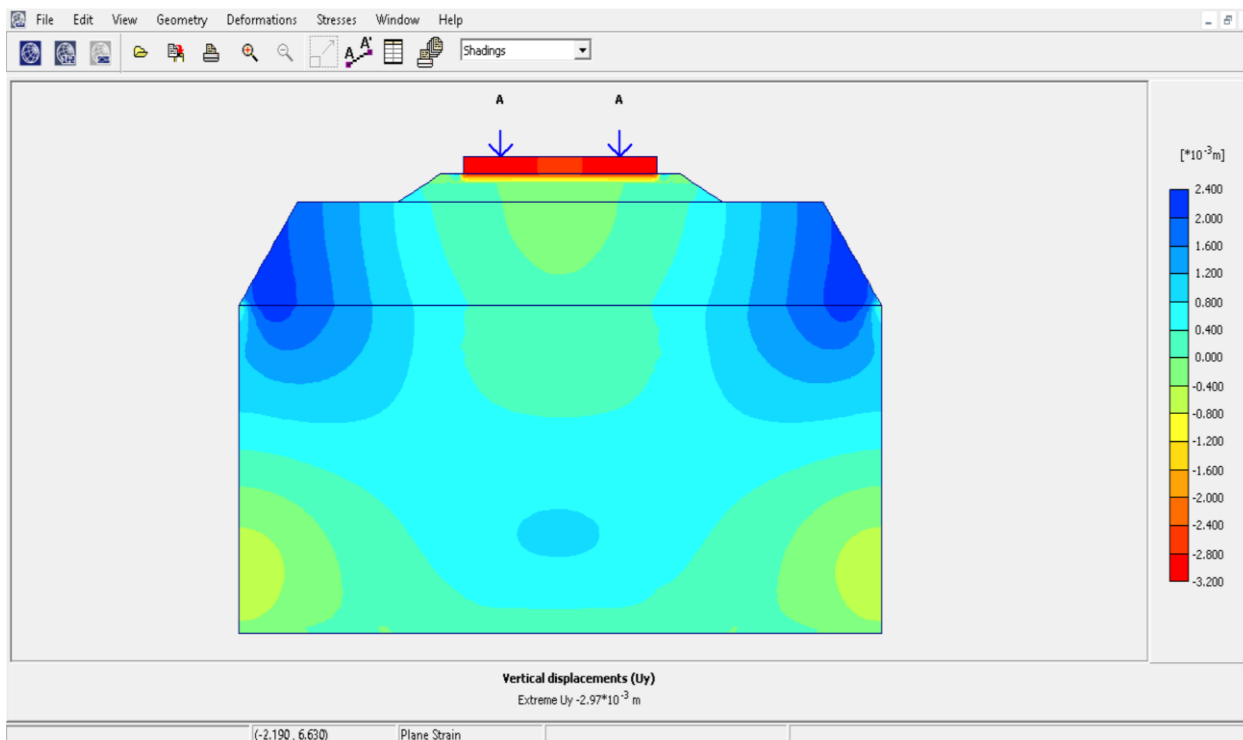 File Edit View Geometry Deformations Stresses Window Help
A A' Shadings
A A
[*10-3m]
2.400
2.000
1.600
1.200
0.800
0.400
0.000
-0.400
-0.800
-1.200
-1.600
-2.000
-2.400
-2.800
-3.200
Vertical displacements (Uy)
Extreme Uy -2.97*10-3 m
(-2.190 , 6.630) Plane Strain